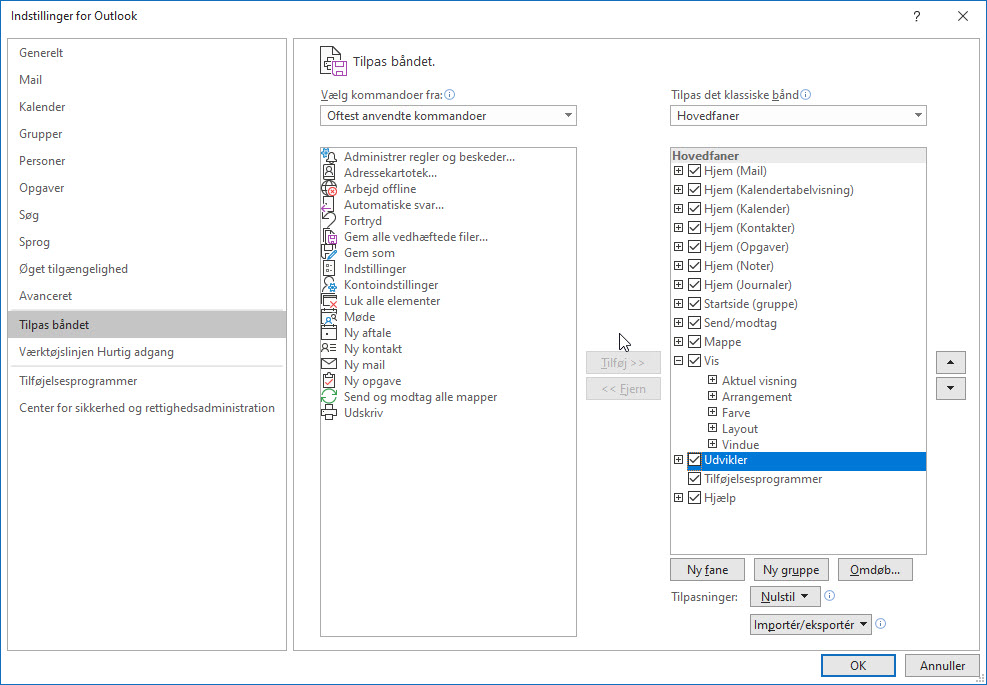 Indstillinger for Outlook
Generelt
Mail
Kalender
Grupper
Personer
Opgaver
Søg
Sprog
Øget tilgængelighed
Avanceret
Tilpas båndet
Værktøjslinjen Hurtig adgang
Tilføjelsesprogrammer
Center for sikkerhed og rettighedsadministration
Tilpas båndet.
Vælg kommandoer fra:
Oftest anvendte kommandoer
Administrer regler og beskeder...
Adressekartotek...
Arbejd offline
Automatiske svar...
Fortryd
Gem alle vedhæftede filer...
Gem som
Indstillinger
Kontoindstillinger
Luk alle elementer
Møde
Ny aftale
Ny kontakt
Ny mail
Ny opgave
Send og modtag alle mapper
Udskriv
Tilføj >>
<< Fjern
Tilpas det klassiske bånd
Hovedfaner
Hovedfaner
Hjem (Mail)
Hjem (Kalendertabelvisning)
Hjem (Kalender)
Hjem (Kontakter)
Hjem (Opgaver)
Hjem (Noter)
Hjem (Journaler)
Startside (gruppe)
Send/modtag
Mappe
Vis
Aktuel visning
Arrangement
Farve
Layout
Vindue
Udvikler
Tilføjelsesprogrammer
Hjælp
Ny fane Ny gruppe Omdøb...
Tilpasninger: Nulstil
Importér/eksportér
OK Annuller